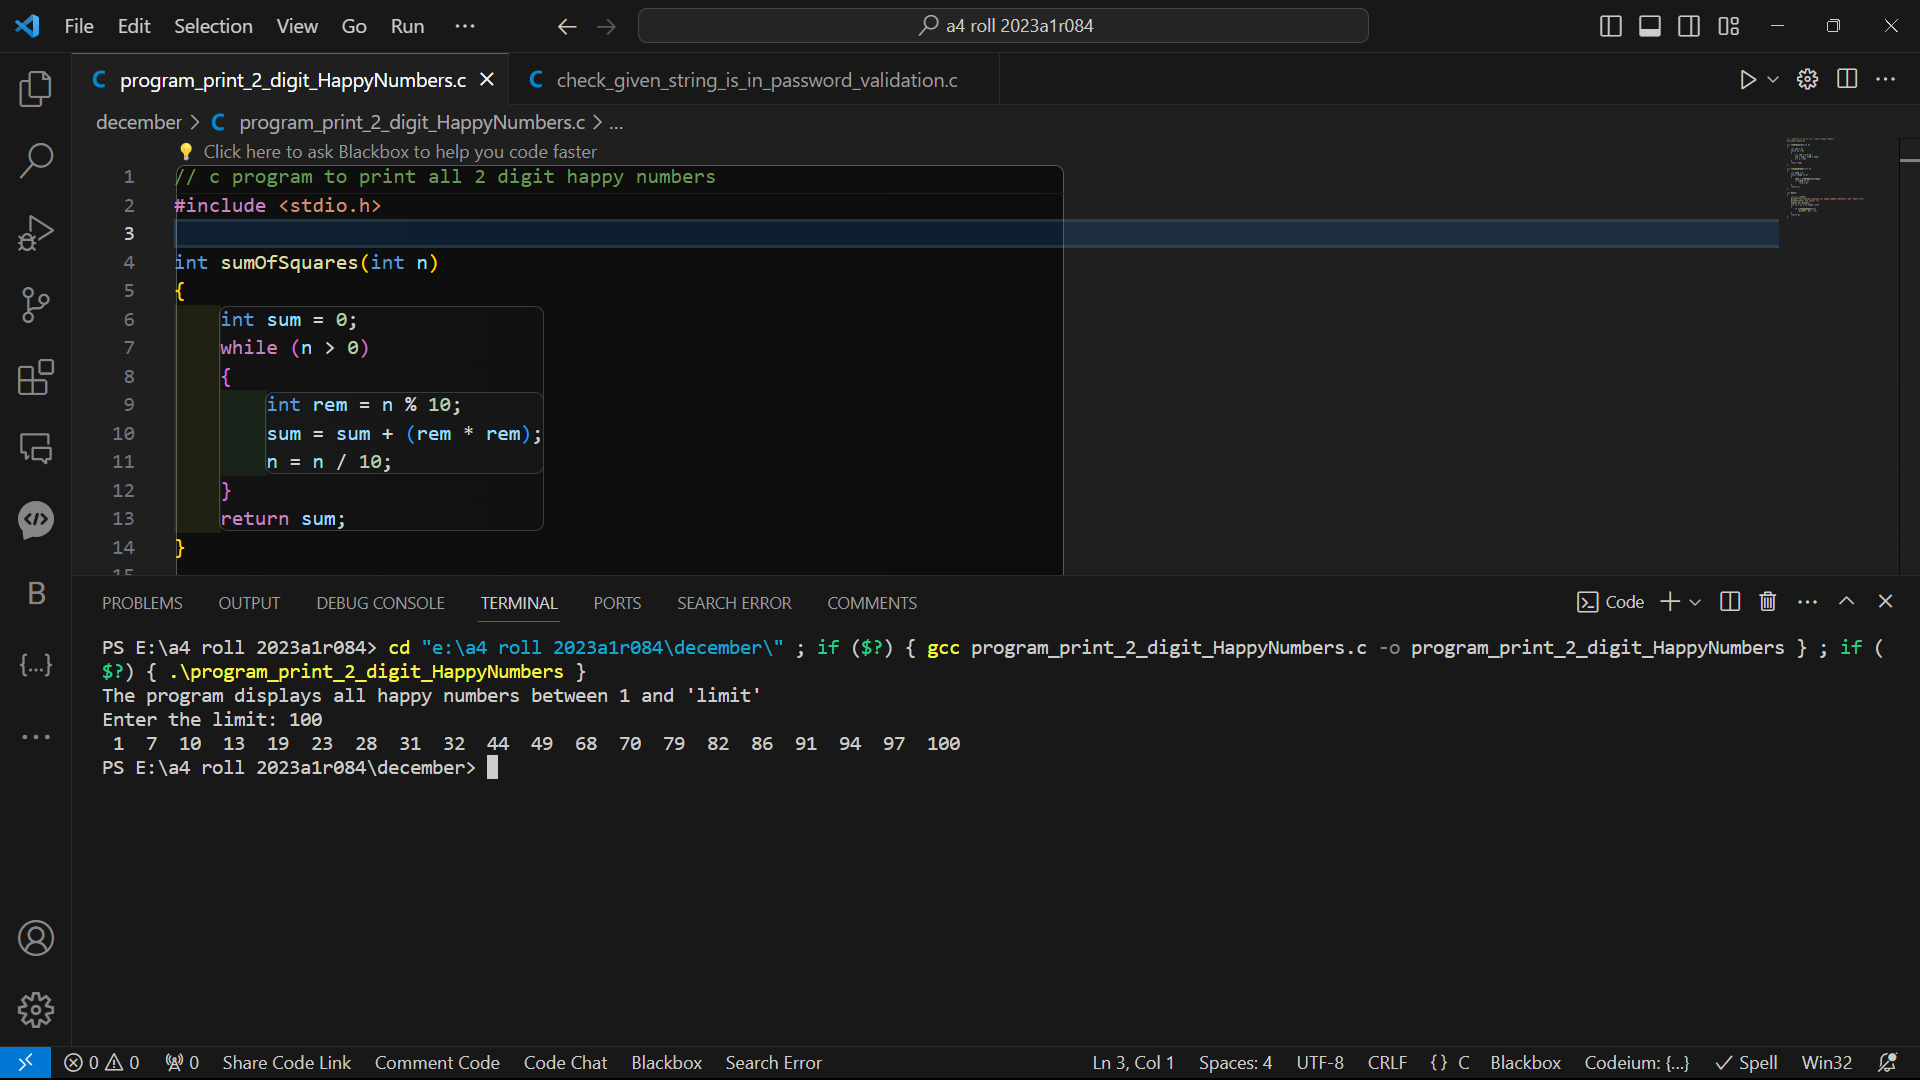 File Edit Selection View Go Run ··· a4 roll 2023a1r084
program_print_2_digit_HappyNumbers.c check_given_string_is_in_password_validation.c
december > C program_print_2_digit_HappyNumbers.c > ...
Click here to ask Blackbox to help you code faster
1 // c program to print all 2 digit happy numbers
2 #include <stdio.h>
3
4 int sumOfSquares(int n)
5 {
6 int sum = 0;
7 while (n > 0)
8 {
9 int rem = n % 10;
10 sum = sum + (rem * rem);
11 n = n / 10;
12 }
13 return sum;
14 }
15
PROBLEMS OUTPUT DEBUG CONSOLE TERMINAL PORTS SEARCH ERROR COMMENTS Code
PS E:\a4 roll 2023a1r084> cd "e:\a4 roll 2023a1r084\december\" ; if ($?) { gcc program_print_2_digit_HappyNumbers.c -o program_print_2_digit_HappyNumbers } ; if (
$?) { .\program_print_2_digit_HappyNumbers }
The program displays all happy numbers between 1 and 'limit'
Enter the limit: 100
1 7 10 13 19 23 28 31 32 44 49 68 70 79 82 86 91 94 97 100
PS E:\a4 roll 2023a1r084\december>
0 0 0 Share Code Link Comment Code Code Chat Blackbox Search Error Ln 3, Col 1 Spaces: 4 UTF-8 CRLF {} C Blackbox Codeium: {...} Spell Win32